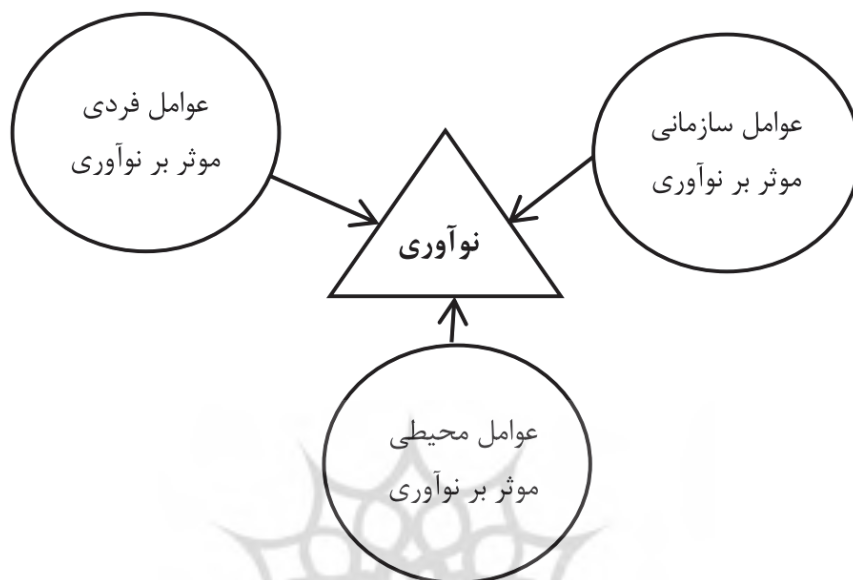 عوامل سازمانی
موثر بر نوآوری
عوامل فردی
موثر بر نوآوری
نوآوری
عوامل محیطی
موثر بر نوآوری